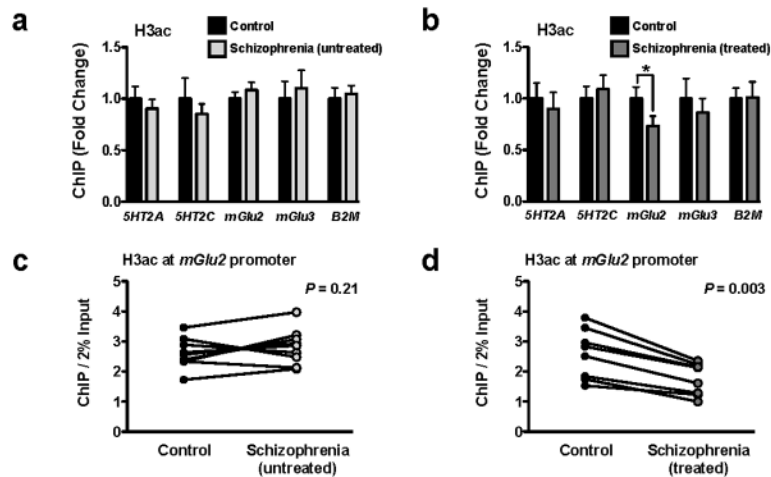 a
H3ac
Control
Schizophrenia (untreated)
ChIP (Fold Change)
1.5
1.0
0.5
0.0
5HT2A 5HT2C mGlu2 mGlu3 B2M
b
H3ac
Control
Schizophrenia (treated)
ChIP (Fold Change)
1.5
1.0
0.5
0.0
*
5HT2A 5HT2C mGlu2 mGlu3 B2M
c
H3ac at mGlu2 promoter
P = 0.21
ChIP / 2% Input
5
4
3
2
1
0
Control Schizophrenia
(untreated)
d
H3ac at mGlu2 promoter
P = 0.003
ChIP / 2% Input
5
4
3
2
1
0
Control Schizophrenia
(treated)